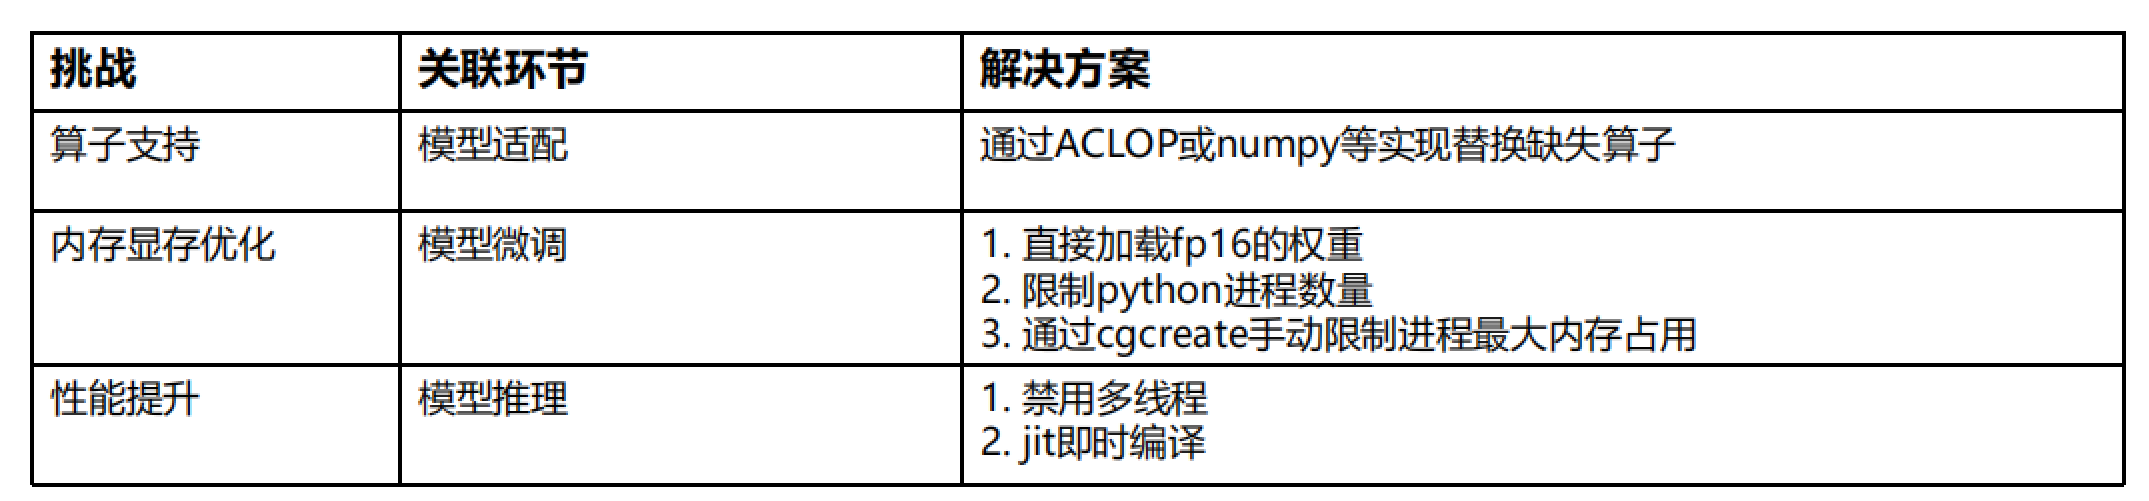 挑战 关联环节 解决方案
算子支持 模型适配 通过ACLOP或numpy等实现替换缺失算子
内存显存优化 模型微调 1. 直接加载fp16的权重
2. 限制python进程数量
3. 通过cgcreate手动限制进程最大内存占用
性能提升 模型推理 1. 禁用多线程
2. jit即时编译